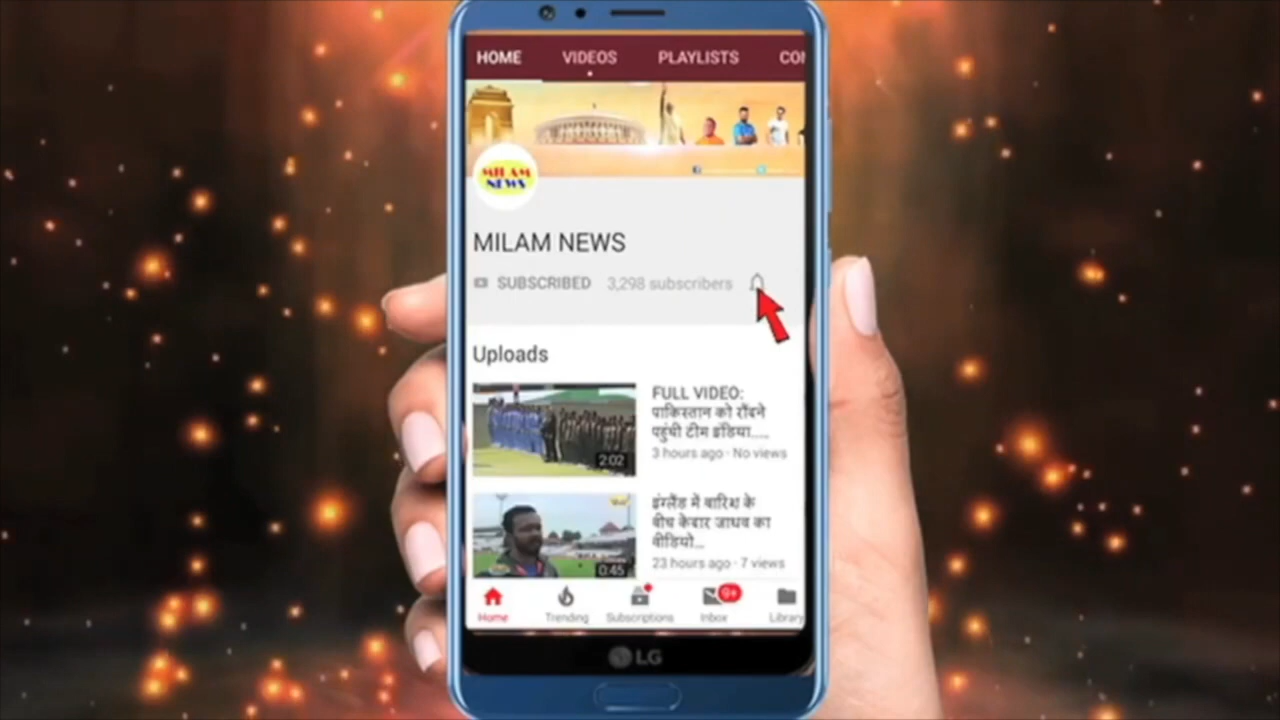 HOME VIDEOS PLAYLISTS
MILAM
NEWS
MILAM NEWS
SUBSCRIBED 3,298 subscribers
Uploads
FULL VIDEO:
पाकिस्तान को रौंदने
पहुंची टीम इंडिया.....
3 hours ago · No views
2:02
इंग्लैंड में बारिश के
बीच केदार जाधव का
वीडियो...
23 hours ago · 7 views
0:45
9+
Home Trending Subscriptions Inbox Library
LG